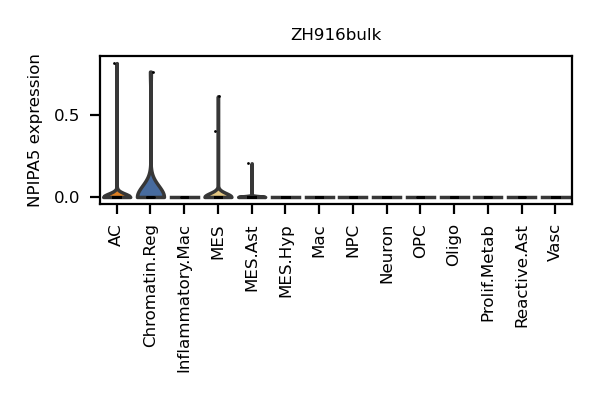 ZH916bulk
NPIPA5 expression
0.5
0.0
AC
Chromatin.Reg
Inflammatory.Mac
MES
MES.Ast
MES.Hyp
Mac
NPC
Neuron
OPC
Oligo
Prolif.Metab
Reactive.Ast
Vasc